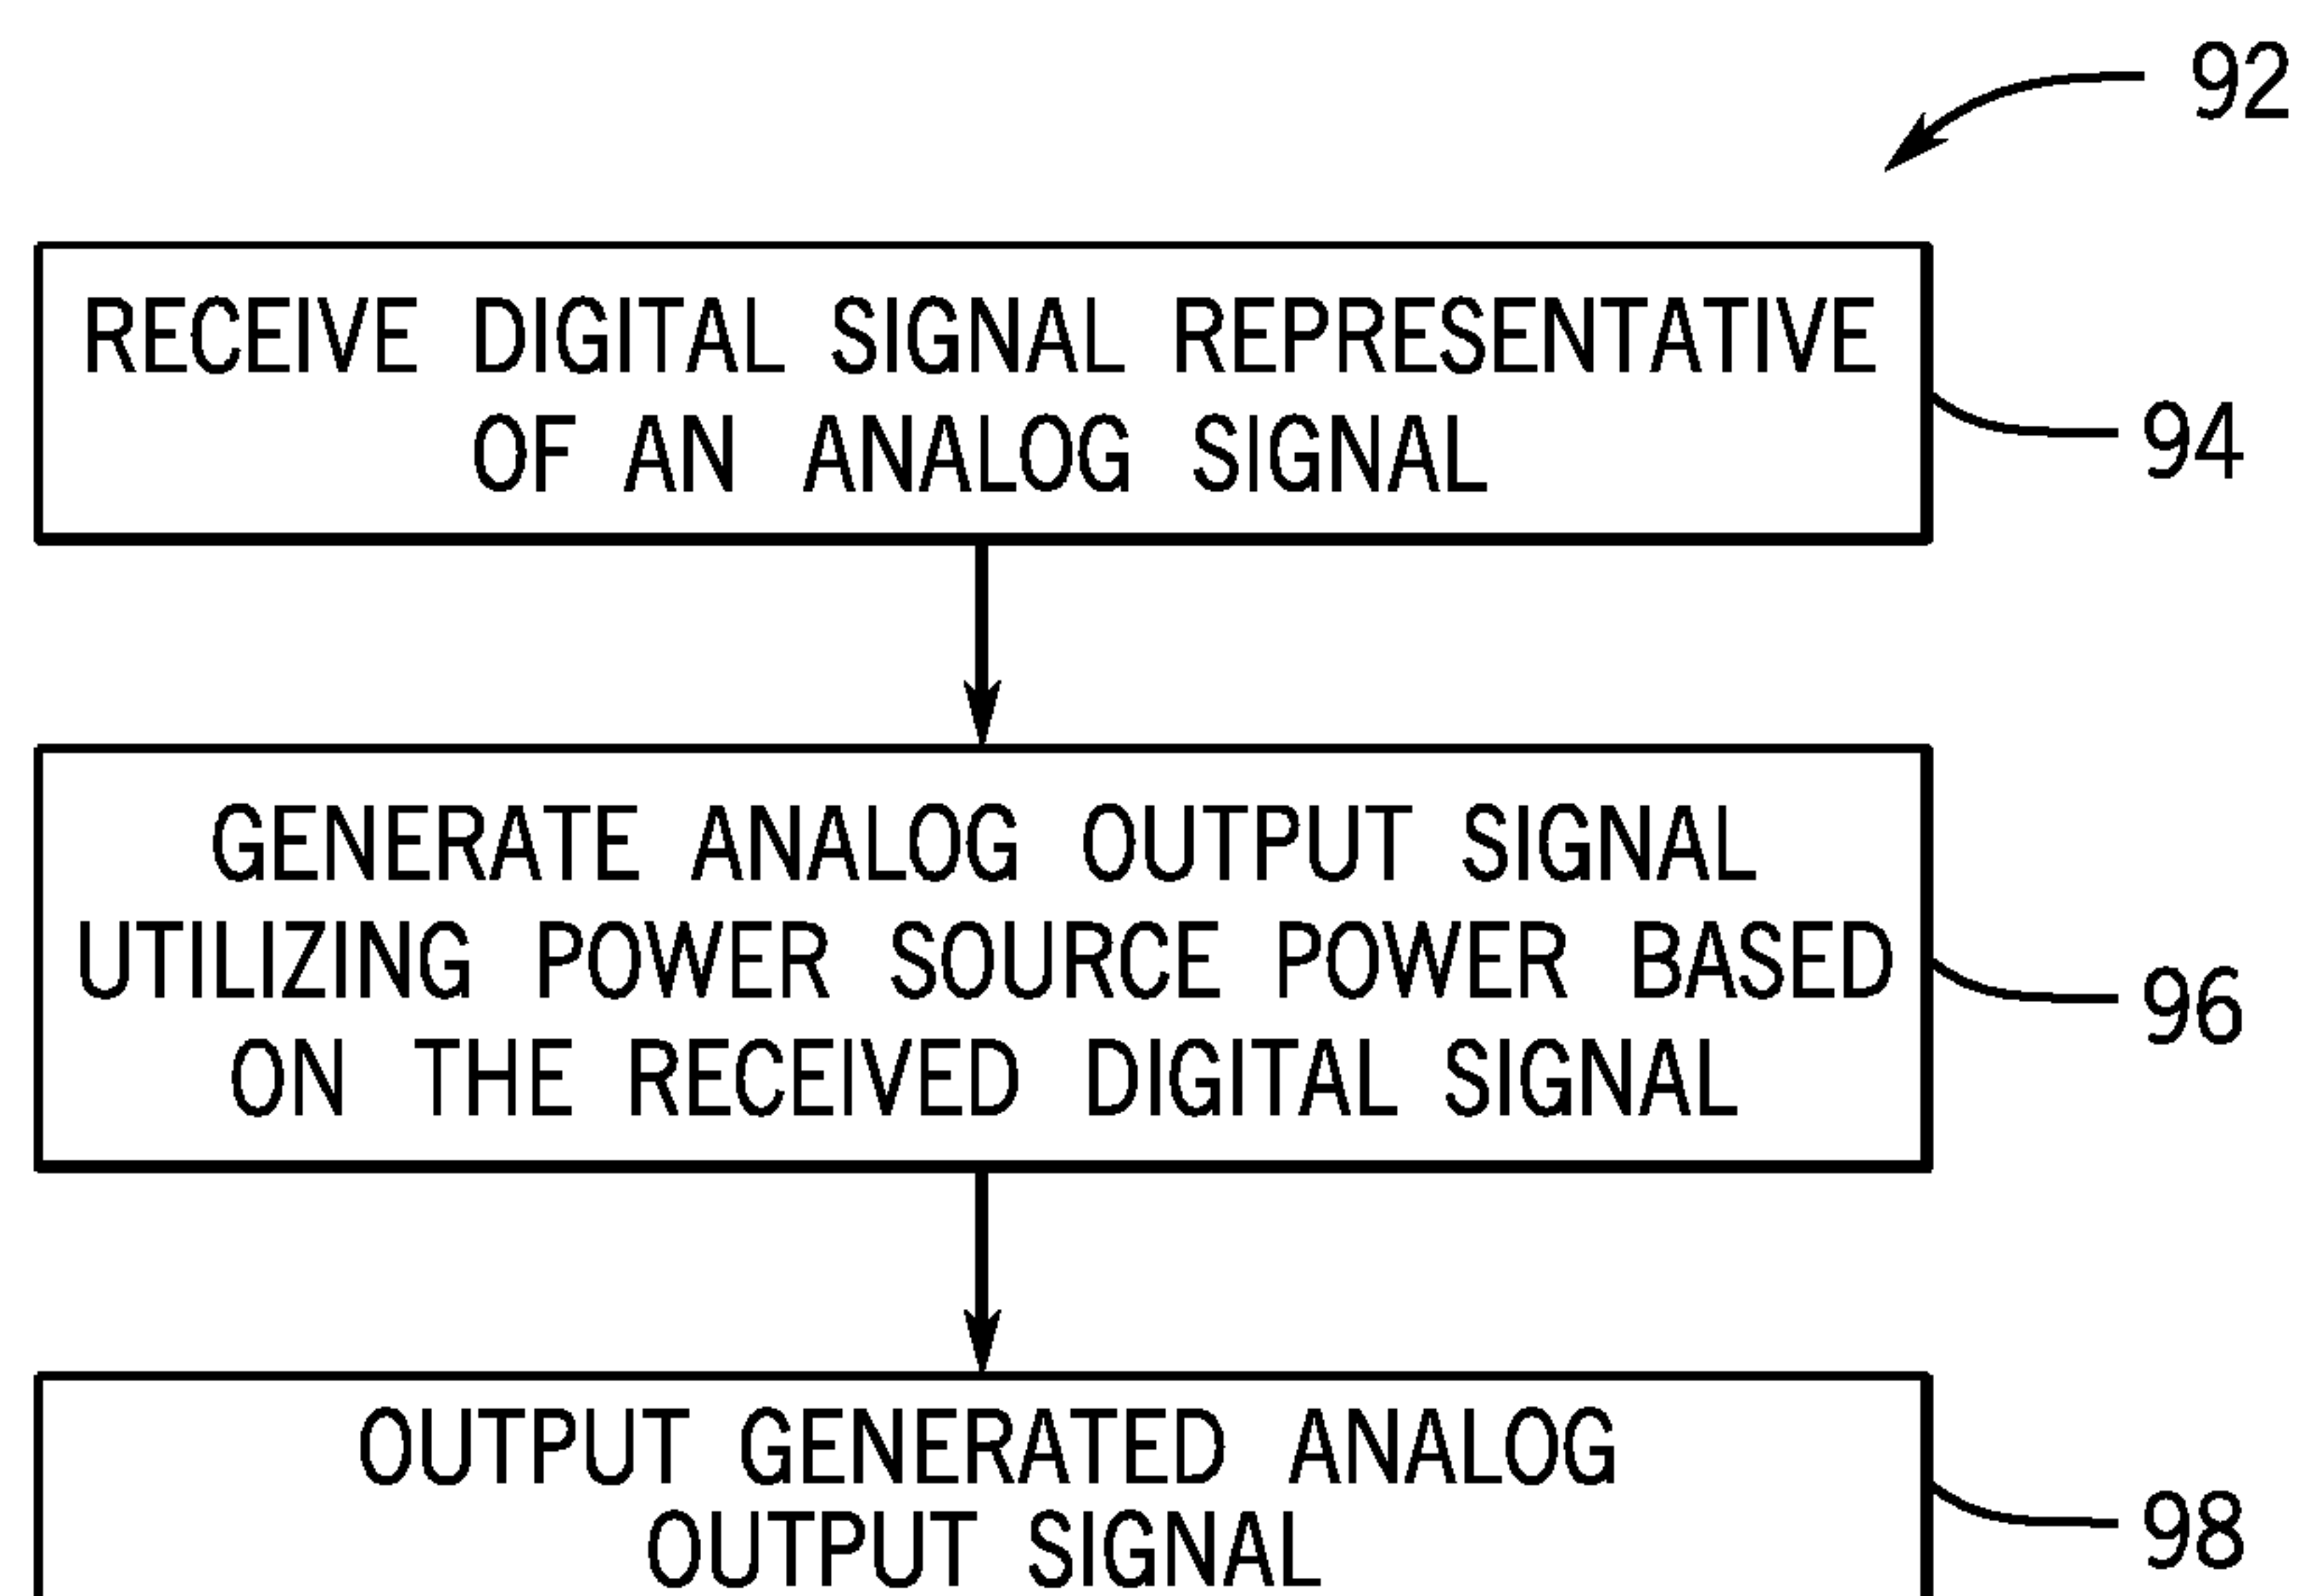 92
RECEIVE DIGITAL SIGNAL REPRESENTATIVE
OF AN ANALOG SIGNAL
94
GENERATE ANALOG OUTPUT SIGNAL
UTILIZING POWER SOURCE POWER BASED
ON THE RECEIVED DIGITAL SIGNAL
96
OUTPUT GENERATED ANALOG
OUTPUT SIGNAL
98